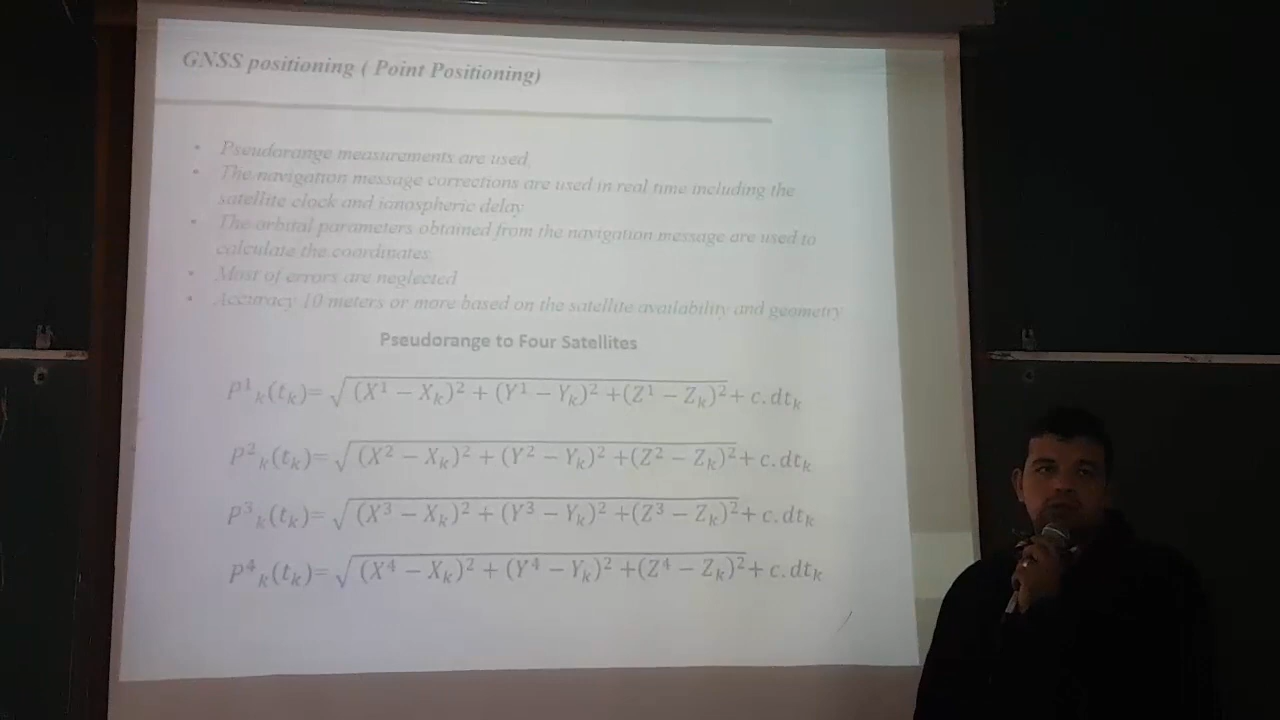 GNSS positioning ( Point Positioning)
• Pseudorange measurements are used.
• The navigation message corrections are used in real time including the
satellite clock and ionospheric delay
• The orbital parameters obtained from the navigation message are used to
calculate the coordinates.
• Most of errors are neglected
• Accuracy 10 meters or more based on the satellite availability and geometry
Pseudorange to Four Satellites
P¹ₖ(tₖ)= √(X¹ − Xₖ)² + (Y¹ − Yₖ)² +(Z¹ − Zₖ)²+ c.dtₖ
P²ₖ(tₖ)= √(X² − Xₖ)² + (Y² − Yₖ)² +(Z² − Zₖ)²+ c.dtₖ
P³ₖ(tₖ)= √(X³ − Xₖ)² + (Y³ − Yₖ)² +(Z³ − Zₖ)²+ c.dtₖ
P⁴ₖ(tₖ)= √(X⁴ − Xₖ)² + (Y⁴ − Yₖ)² +(Z⁴ − Zₖ)²+ c.dtₖ